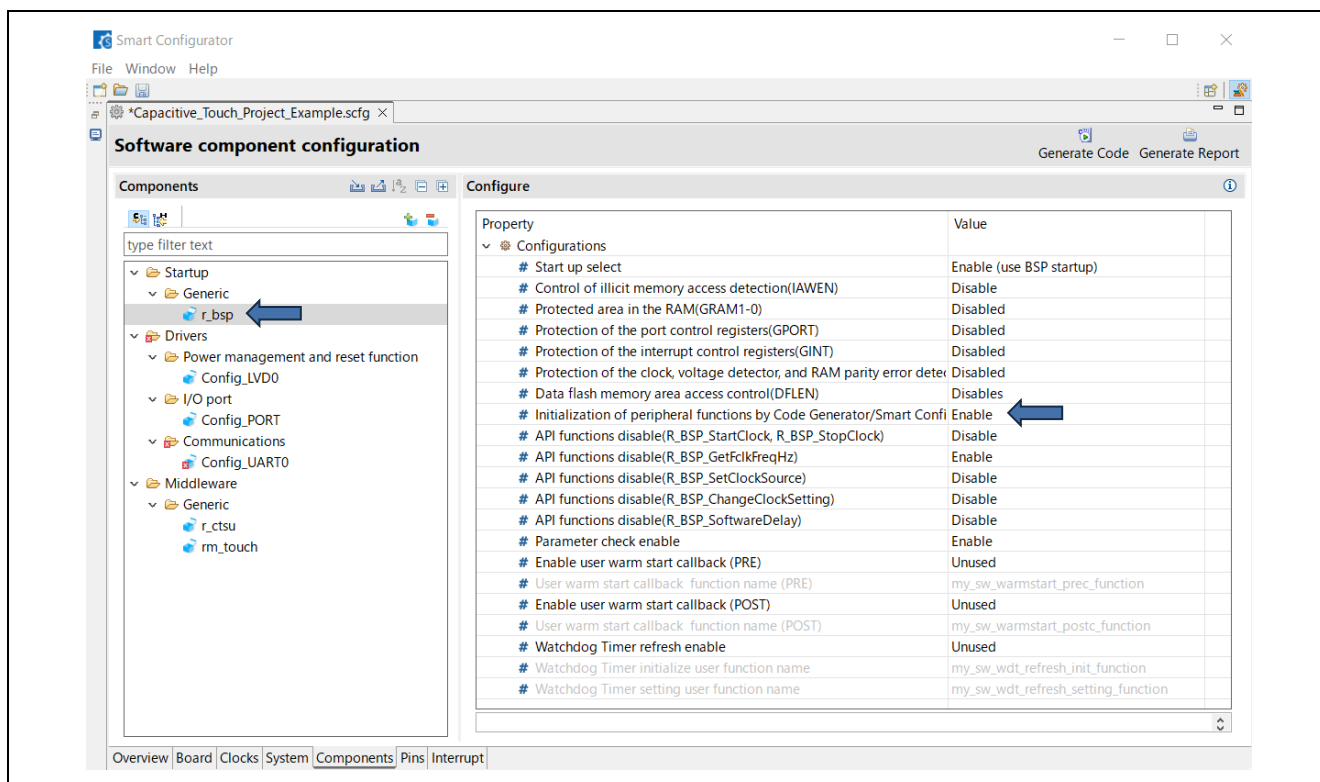 Smart Configurator
File Window Help
*Capacitive_Touch_Project_Example.scfg
Software component configuration
Generate Code Generate Report
Components
type filter text
Startup
Generic
r_bsp
Drivers
Power management and reset function
Config_LVD0
I/O port
Config_PORT
Communications
Config_UART0
Middleware
Generic
r_ctsu
rm_touch
Configure
Property Value
Configurations
# Start up select Enable (use BSP startup)
# Control of illicit memory access detection(IAWEN) Disable
# Protected area in the RAM(GRAM1-0) Disabled
# Protection of the port control registers(GPORT) Disabled
# Protection of the interrupt control registers(GINT) Disabled
# Protection of the clock, voltage detector, and RAM parity error detec Disabled
# Data flash memory area access control(DFLEN) Disables
# Initialization of peripheral functions by Code Generator/Smart Confi Enable
# API functions disable(R_BSP_StartClock, R_BSP_StopClock) Disable
# API functions disable(R_BSP_GetFclkFreqHz) Enable
# API functions disable(R_BSP_SetClockSource) Disable
# API functions disable(R_BSP_ChangeClockSetting) Disable
# API functions disable(R_BSP_SoftwareDelay) Disable
# Parameter check enable Enable
# Enable user warm start callback (PRE) Unused
# User warm start callback function name (PRE) my_sw_warmstart_prec_function
# Enable user warm start callback (POST) Unused
# User warm start callback function name (POST) my_sw_warmstart_postc_function
# Watchdog Timer refresh enable Unused
# Watchdog Timer initialize user function name my_sw_wdt_refresh_init_function
# Watchdog Timer setting user function name my_sw_wdt_refresh_setting_function
Overview Board Clocks System Components Pins Interrupt